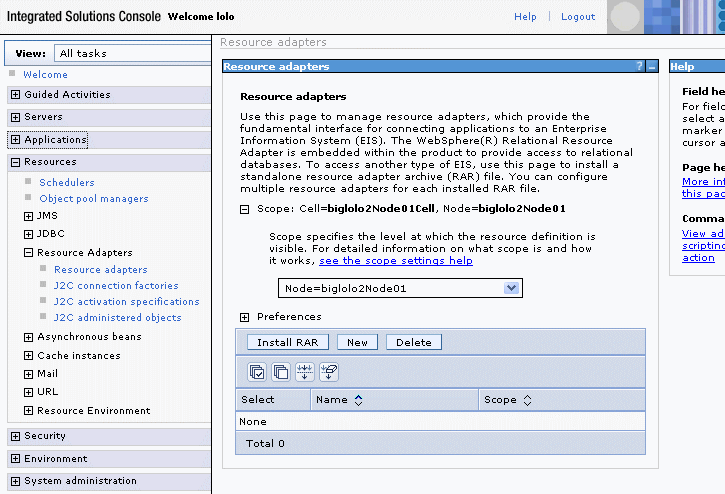 Integrated Solutions Console Welcome lolo
Help | Logout
View: All tasks
Welcome
Guided Activities
Servers
Applications
Resources
Schedulers
Object pool managers
JMS
JDBC
Resource Adapters
Resource adapters
J2C connection factories
J2C activation specifications
J2C administered objects
Asynchronous beans
Cache instances
Mail
URL
Resource Environment
Security
Environment
System administration
Resource adapters
Resource adapters
? –
Resource adapters
Use this page to manage resource adapters, which provide the
fundamental interface for connecting applications to an Enterprise
Information System (EIS). The WebSphere(R) Relational Resource
Adapter is embedded within the product to provide access to relational
databases. To access another type of EIS, use this page to install a
standalone resource adapter archive (RAR) file. You can configure
multiple resource adapters for each installed RAR file.
Scope: Cell=biglolo2Node01Cell, Node=biglolo2Node01
Scope specifies the level at which the resource definition is
visible. For detailed information on what scope is and how
it works, see the scope settings help
Node=biglolo2Node01
Preferences
Install RAR New Delete
Select Name Scope
None
Total 0
Help
Field he
For field
select a
marker
cursor a
Page he
More inf
this pag
Comma
View ad
scripting
action